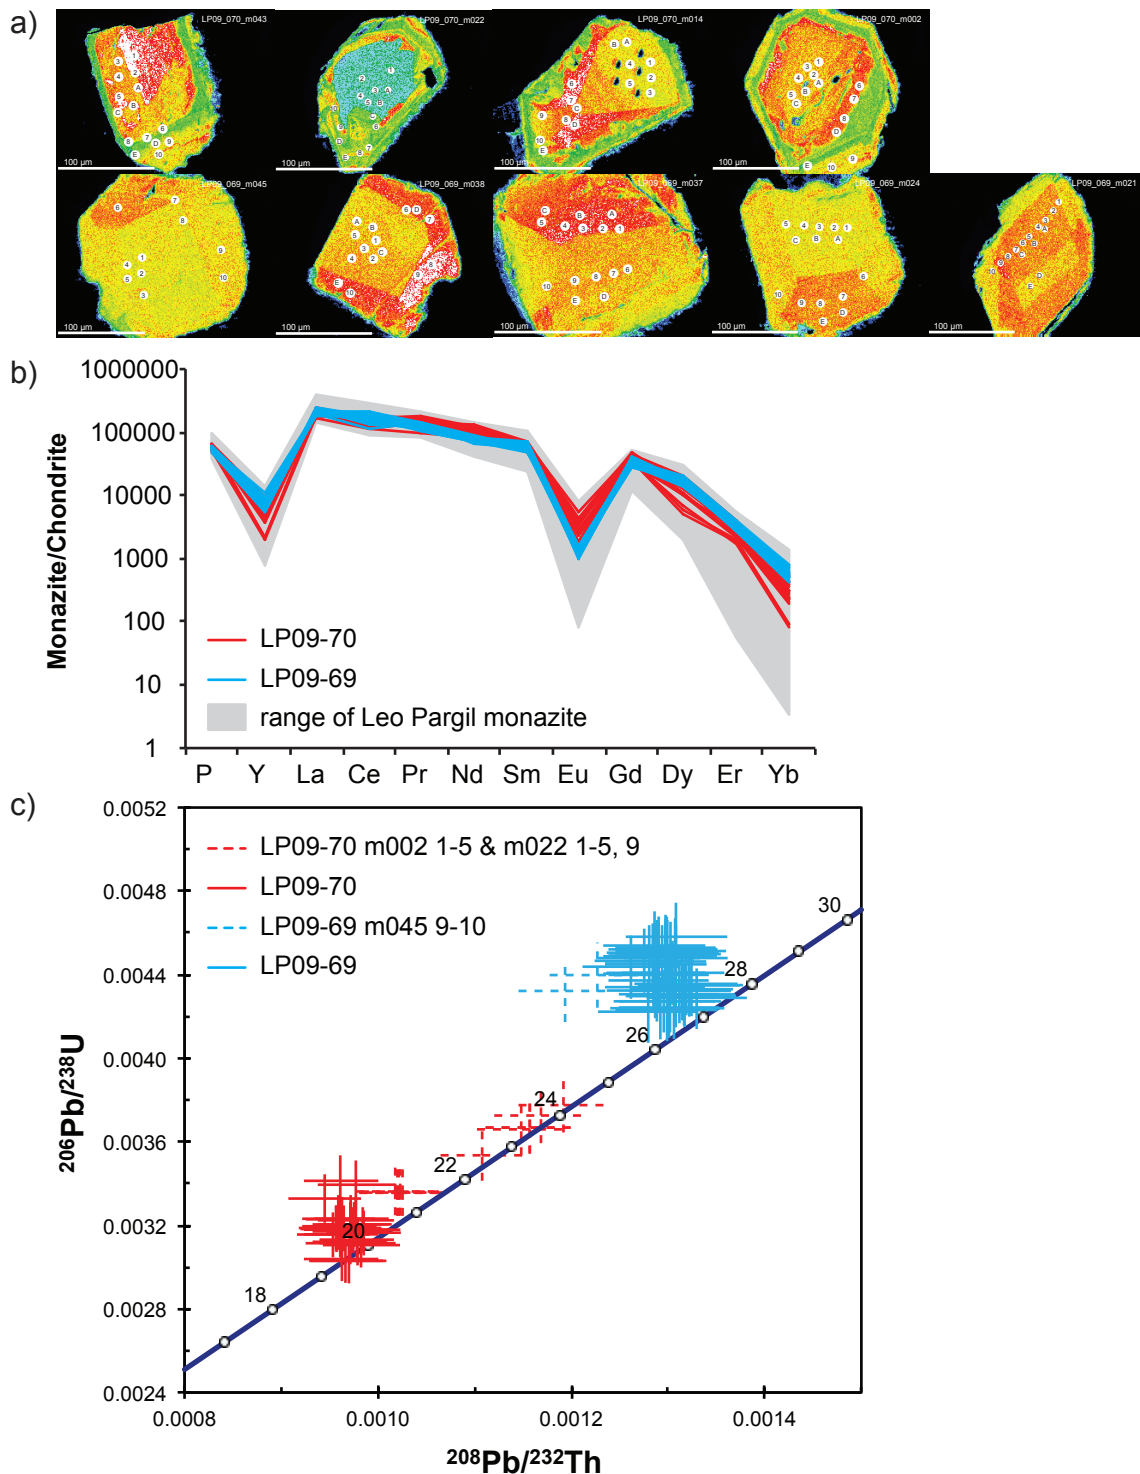 a)
LP09_070_m043
LP09_070_m022
LP09_070_m014
LP09_070_m002
100 µm
100 µm
100 µm
100 µm
LP09_069_m045
LP09_069_m038
LP09_069_m037
LP09_069_m024
LP09_069_m021
100 µm
100 µm
100 µm
100 µm
100 µm
b)
Monazite/Chondrite
1000000
100000
10000
1000
100
10
1
LP09-70
LP09-69
range of Leo Pargil monazite
P Y La Ce Pr Nd Sm Eu Gd Dy Er Yb
c)
206Pb/238U
0.0052
0.0048
0.0044
0.0040
0.0036
0.0032
0.0028
0.0024
LP09-70 m002 1-5 & m022 1-5, 9
LP09-70
LP09-69 m045 9-10
LP09-69
30
28
26
24
22
20
18
0.0008 0.0010 0.0012 0.0014
208Pb/232Th